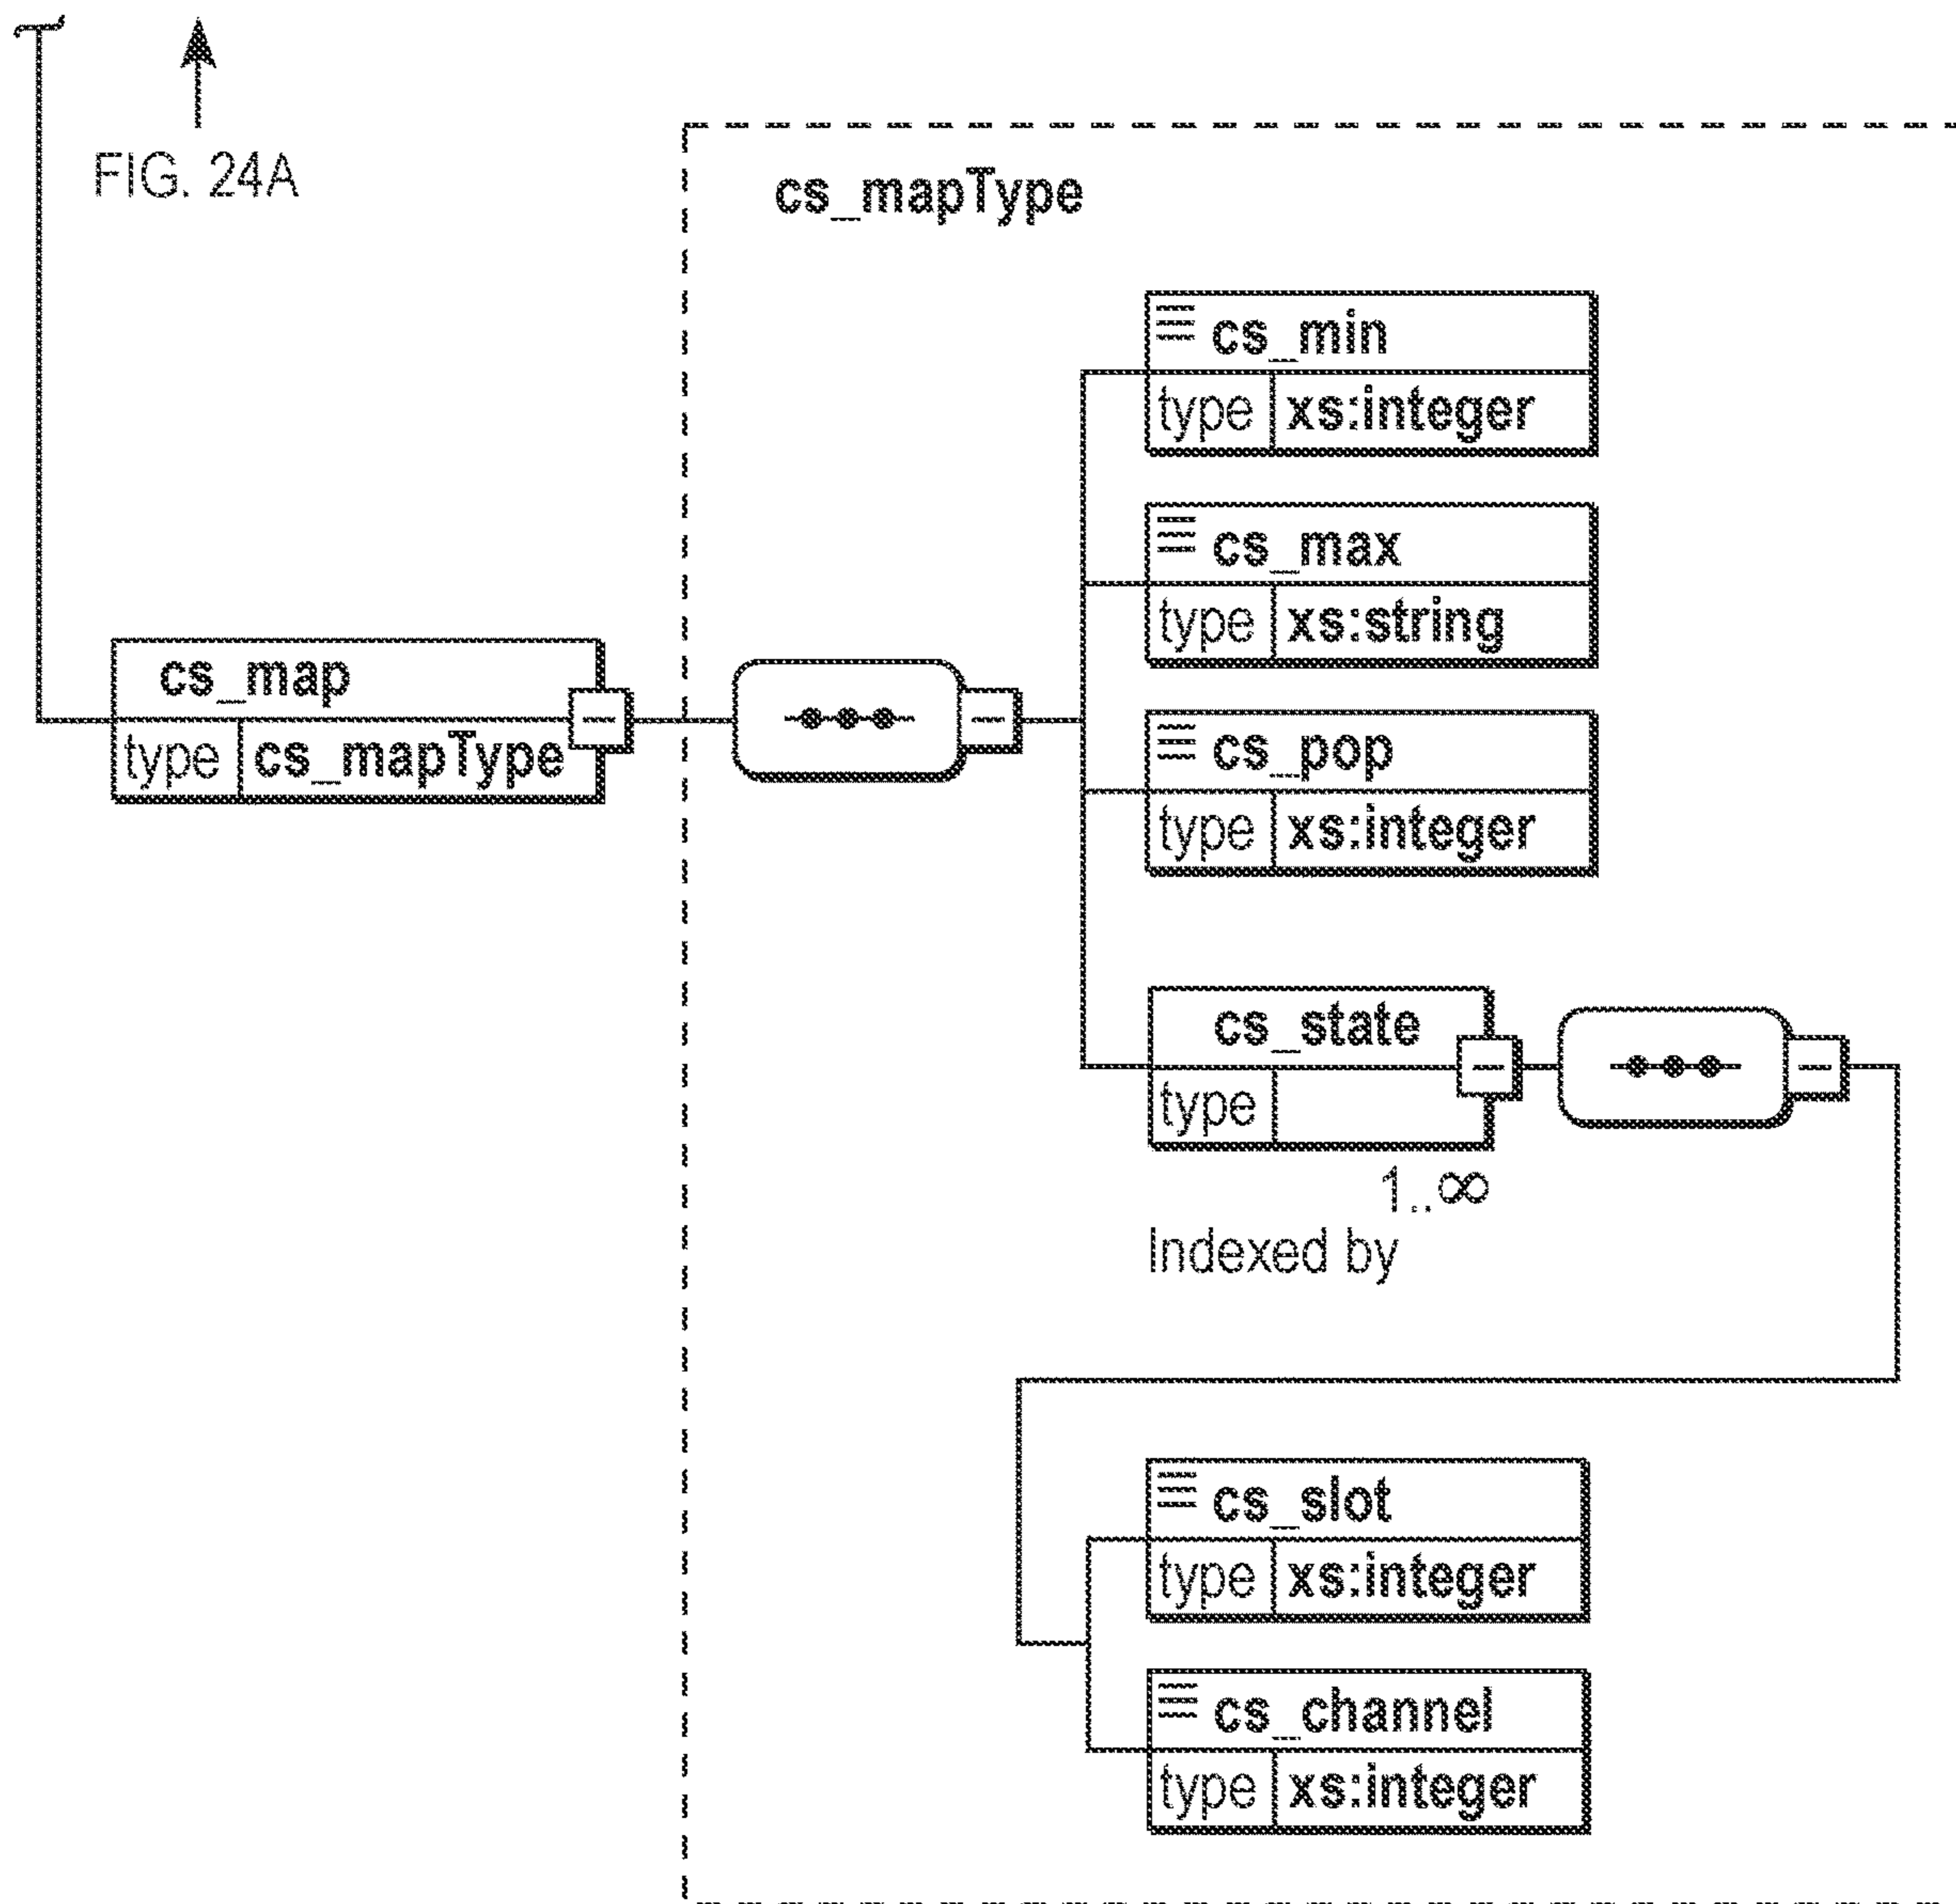 FIG. 24A
cs_mapType
cs_min
type xs:integer
cs_max
type xs:string
cs_map
type cs_mapType
cs_pop
type xs:integer
cs_state
type
1..∞
Indexed by
cs_slot
type xs:integer
cs_channel
type xs:integer